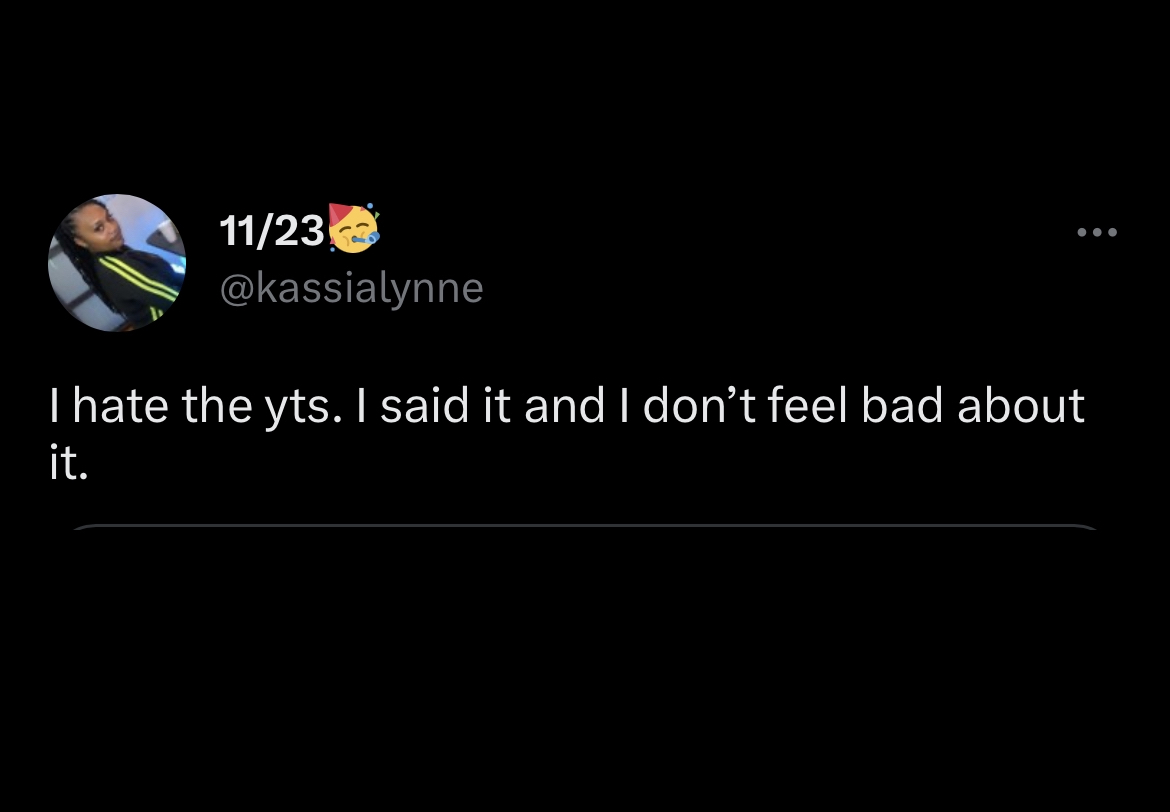 11/23🥳
@kassialynne
I hate the yts. I said it and I don’t feel bad about
it.